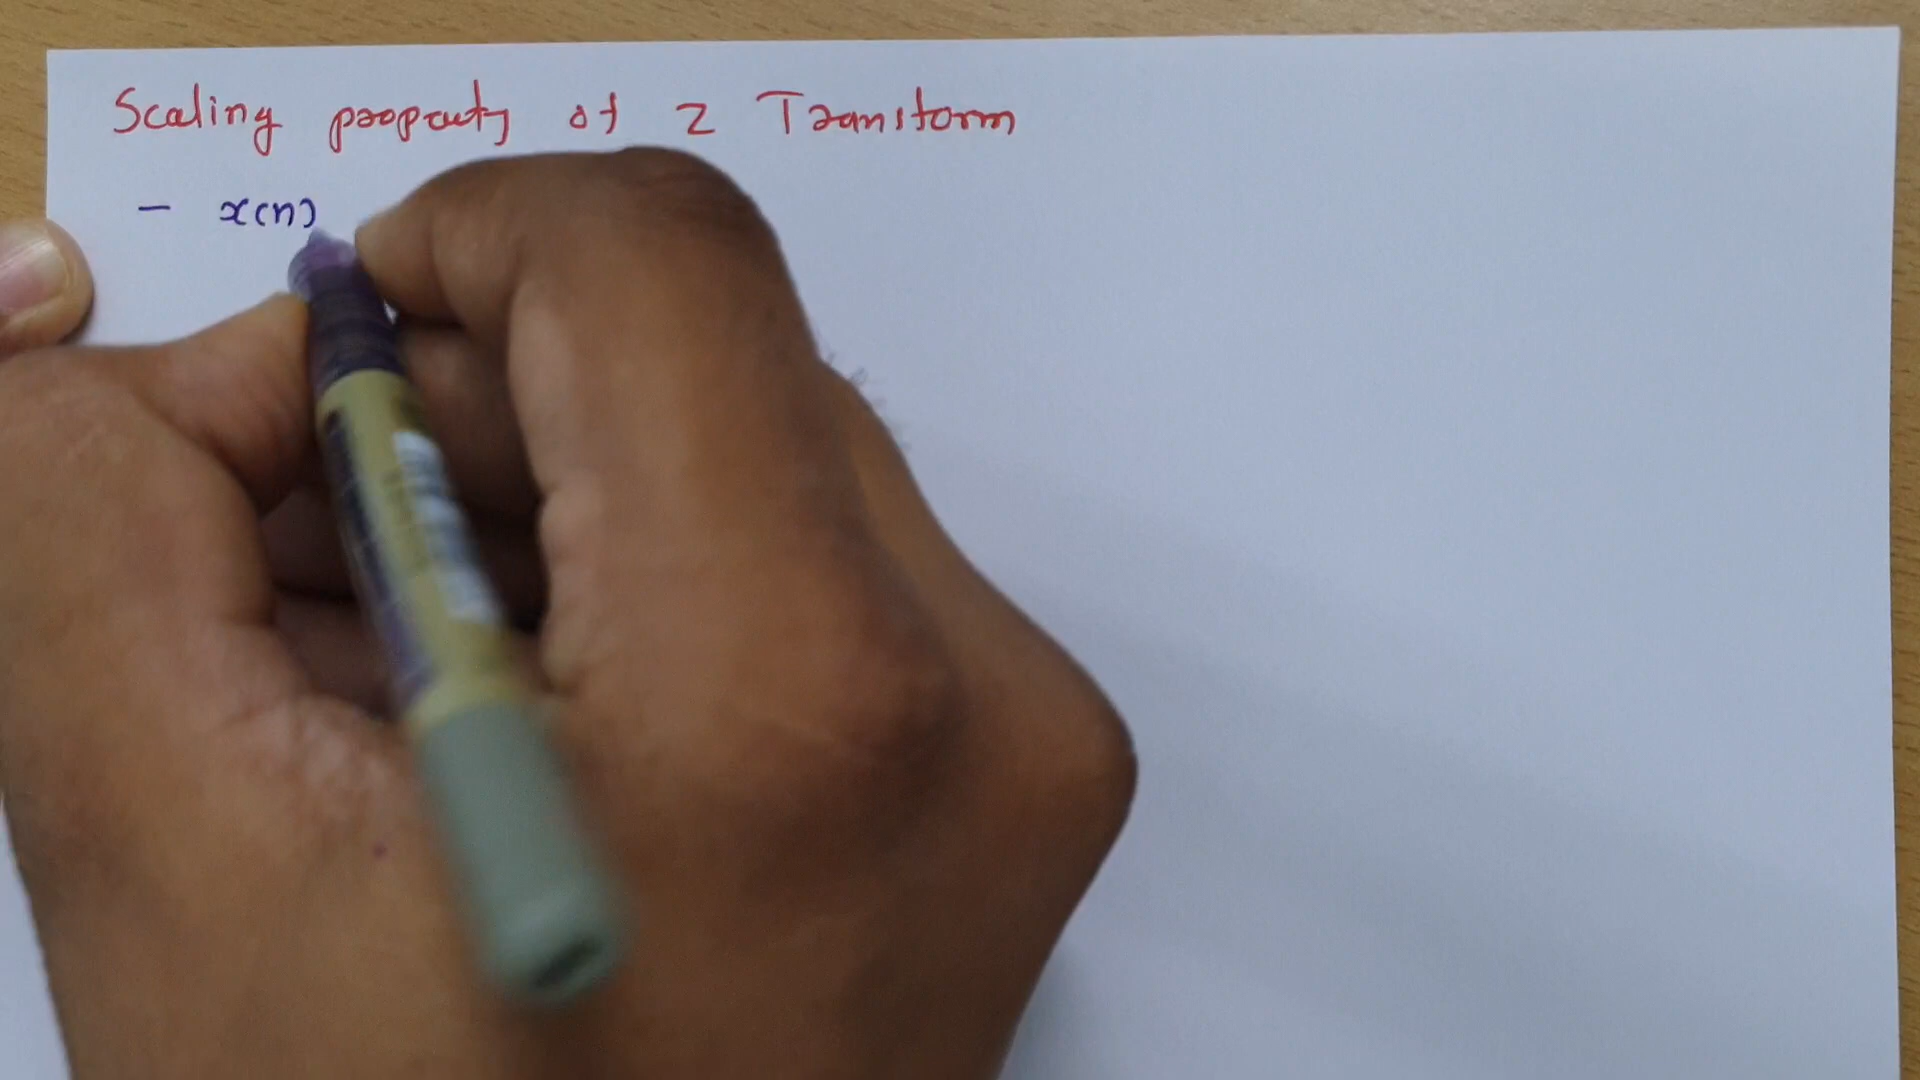 Scaling property of Z Transform
- x(n)